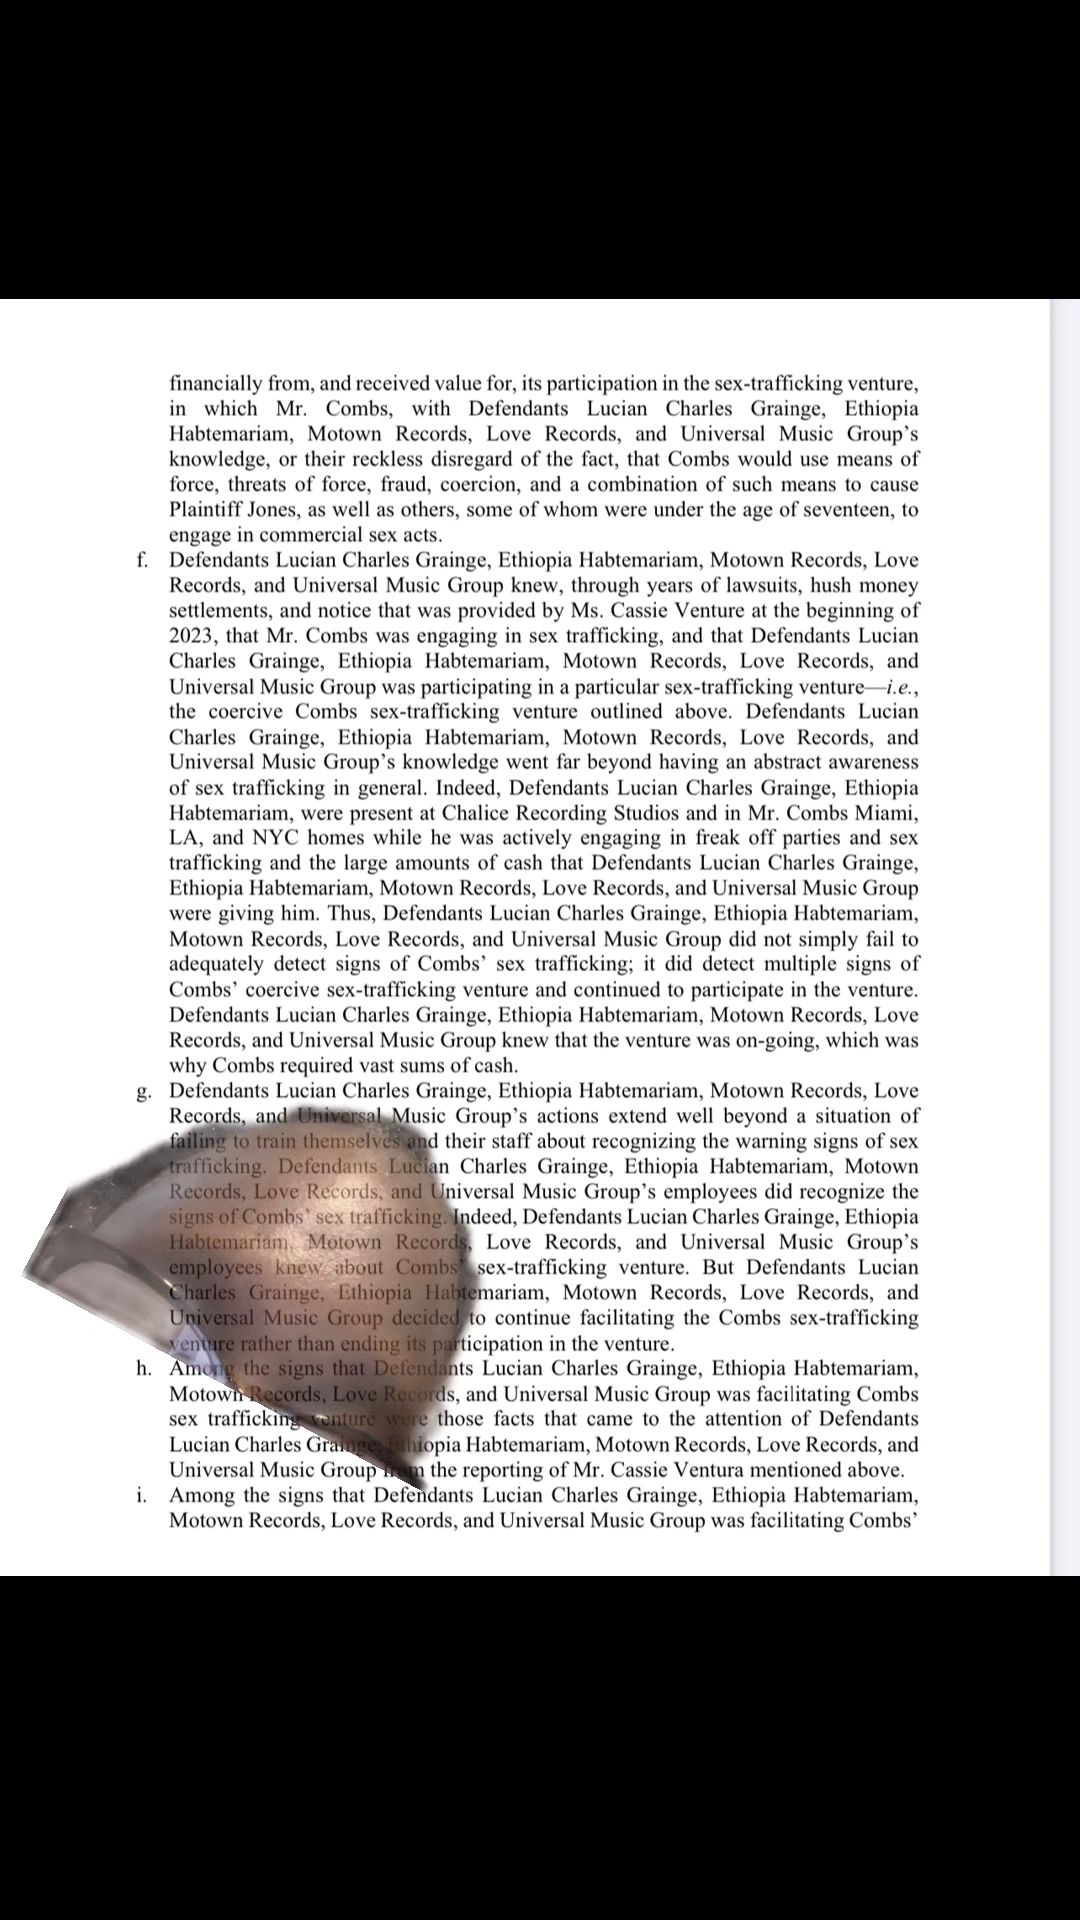 financially from, and received value for, its participation in the sex-trafficking venture,
in which Mr. Combs, with Defendants Lucian Charles Grainge, Ethiopia
Habtemariam, Motown Records, Love Records, and Universal Music Group’s
knowledge, or their reckless disregard of the fact, that Combs would use means of
force, threats of force, fraud, coercion, and a combination of such means to cause
Plaintiff Jones, as well as others, some of whom were under the age of seventeen, to
engage in commercial sex acts.
f. Defendants Lucian Charles Grainge, Ethiopia Habtemariam, Motown Records, Love
Records, and Universal Music Group knew, through years of lawsuits, hush money
settlements, and notice that was provided by Ms. Cassie Venture at the beginning of
2023, that Mr. Combs was engaging in sex trafficking, and that Defendants Lucian
Charles Grainge, Ethiopia Habtemariam, Motown Records, Love Records, and
Universal Music Group was participating in a particular sex-trafficking venture—i.e.,
the coercive Combs sex-trafficking venture outlined above. Defendants Lucian
Charles Grainge, Ethiopia Habtemariam, Motown Records, Love Records, and
Universal Music Group’s knowledge went far beyond having an abstract awareness
of sex trafficking in general. Indeed, Defendants Lucian Charles Grainge, Ethiopia
Habtemariam, were present at Chalice Recording Studios and in Mr. Combs Miami,
LA, and NYC homes while he was actively engaging in freak off parties and sex
trafficking and the large amounts of cash that Defendants Lucian Charles Grainge,
Ethiopia Habtemariam, Motown Records, Love Records, and Universal Music Group
were giving him. Thus, Defendants Lucian Charles Grainge, Ethiopia Habtemariam,
Motown Records, Love Records, and Universal Music Group did not simply fail to
adequately detect signs of Combs’ sex trafficking; it did detect multiple signs of
Combs’ coercive sex-trafficking venture and continued to participate in the venture.
Defendants Lucian Charles Grainge, Ethiopia Habtemariam, Motown Records, Love
Records, and Universal Music Group knew that the venture was on-going, which was
why Combs required vast sums of cash.
g. Defendants Lucian Charles Grainge, Ethiopia Habtemariam, Motown Records, Love
Records, and Universal Music Group’s actions extend well beyond a situation of
failing to train themselves and their staff about recognizing the warning signs of sex
trafficking. Defendants Lucian Charles Grainge, Ethiopia Habtemariam, Motown
Records, Love Records, and Universal Music Group’s employees did recognize the
signs of Combs’ sex trafficking. Indeed, Defendants Lucian Charles Grainge, Ethiopia
Habtemariam, Motown Records, Love Records, and Universal Music Group’s
employees knew about Combs’ sex-trafficking venture. But Defendants Lucian
Charles Grainge, Ethiopia Habtemariam, Motown Records, Love Records, and
Universal Music Group decided to continue facilitating the Combs sex-trafficking
venture rather than ending its participation in the venture.
h. Among the signs that Defendants Lucian Charles Grainge, Ethiopia Habtemariam,
Motown Records, Love Records, and Universal Music Group was facilitating Combs
sex trafficking venture were those facts that came to the attention of Defendants
Lucian Charles Grainge, Ethiopia Habtemariam, Motown Records, Love Records, and
Universal Music Group from the reporting of Mr. Cassie Ventura mentioned above.
i. Among the signs that Defendants Lucian Charles Grainge, Ethiopia Habtemariam,
Motown Records, Love Records, and Universal Music Group was facilitating Combs’